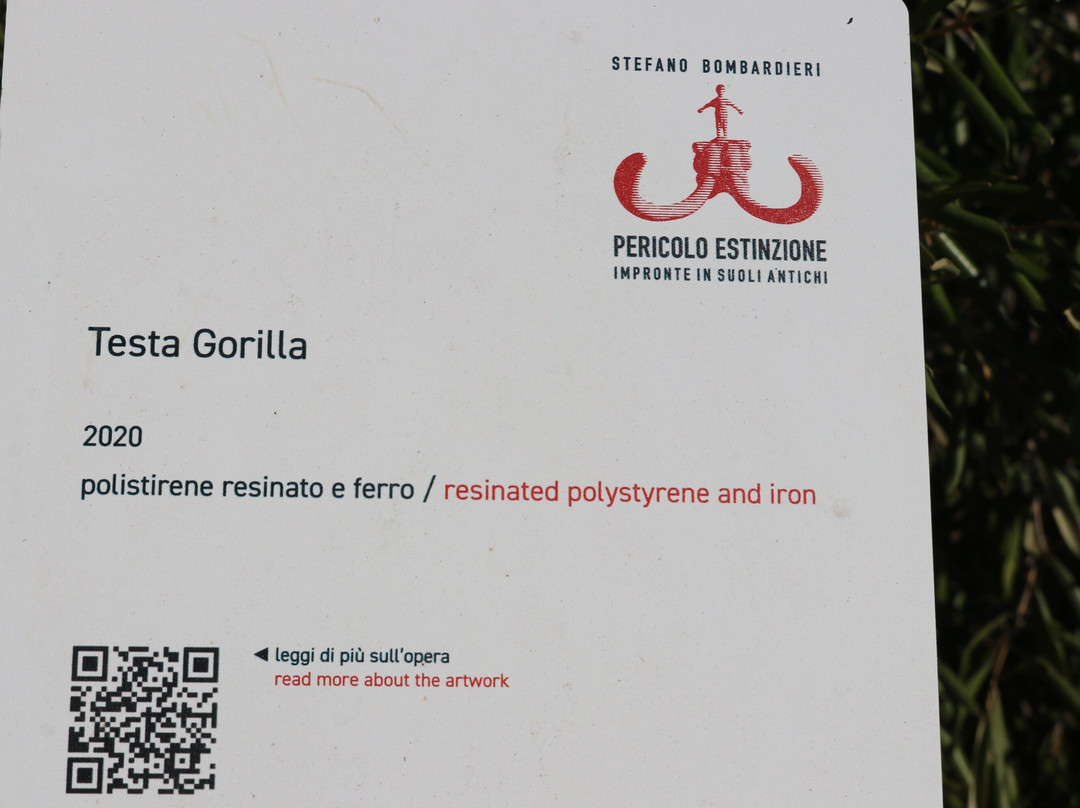 STEFANO BOMBARDIERI
PERICOLO ESTINZIONE
IMPRONTE IN SUOLI ANTICHI
Testa Gorilla
2020
polistirene resinato e ferro / resinated polystyrene and iron
◄ leggi di più sull'opera
read more about the artwork